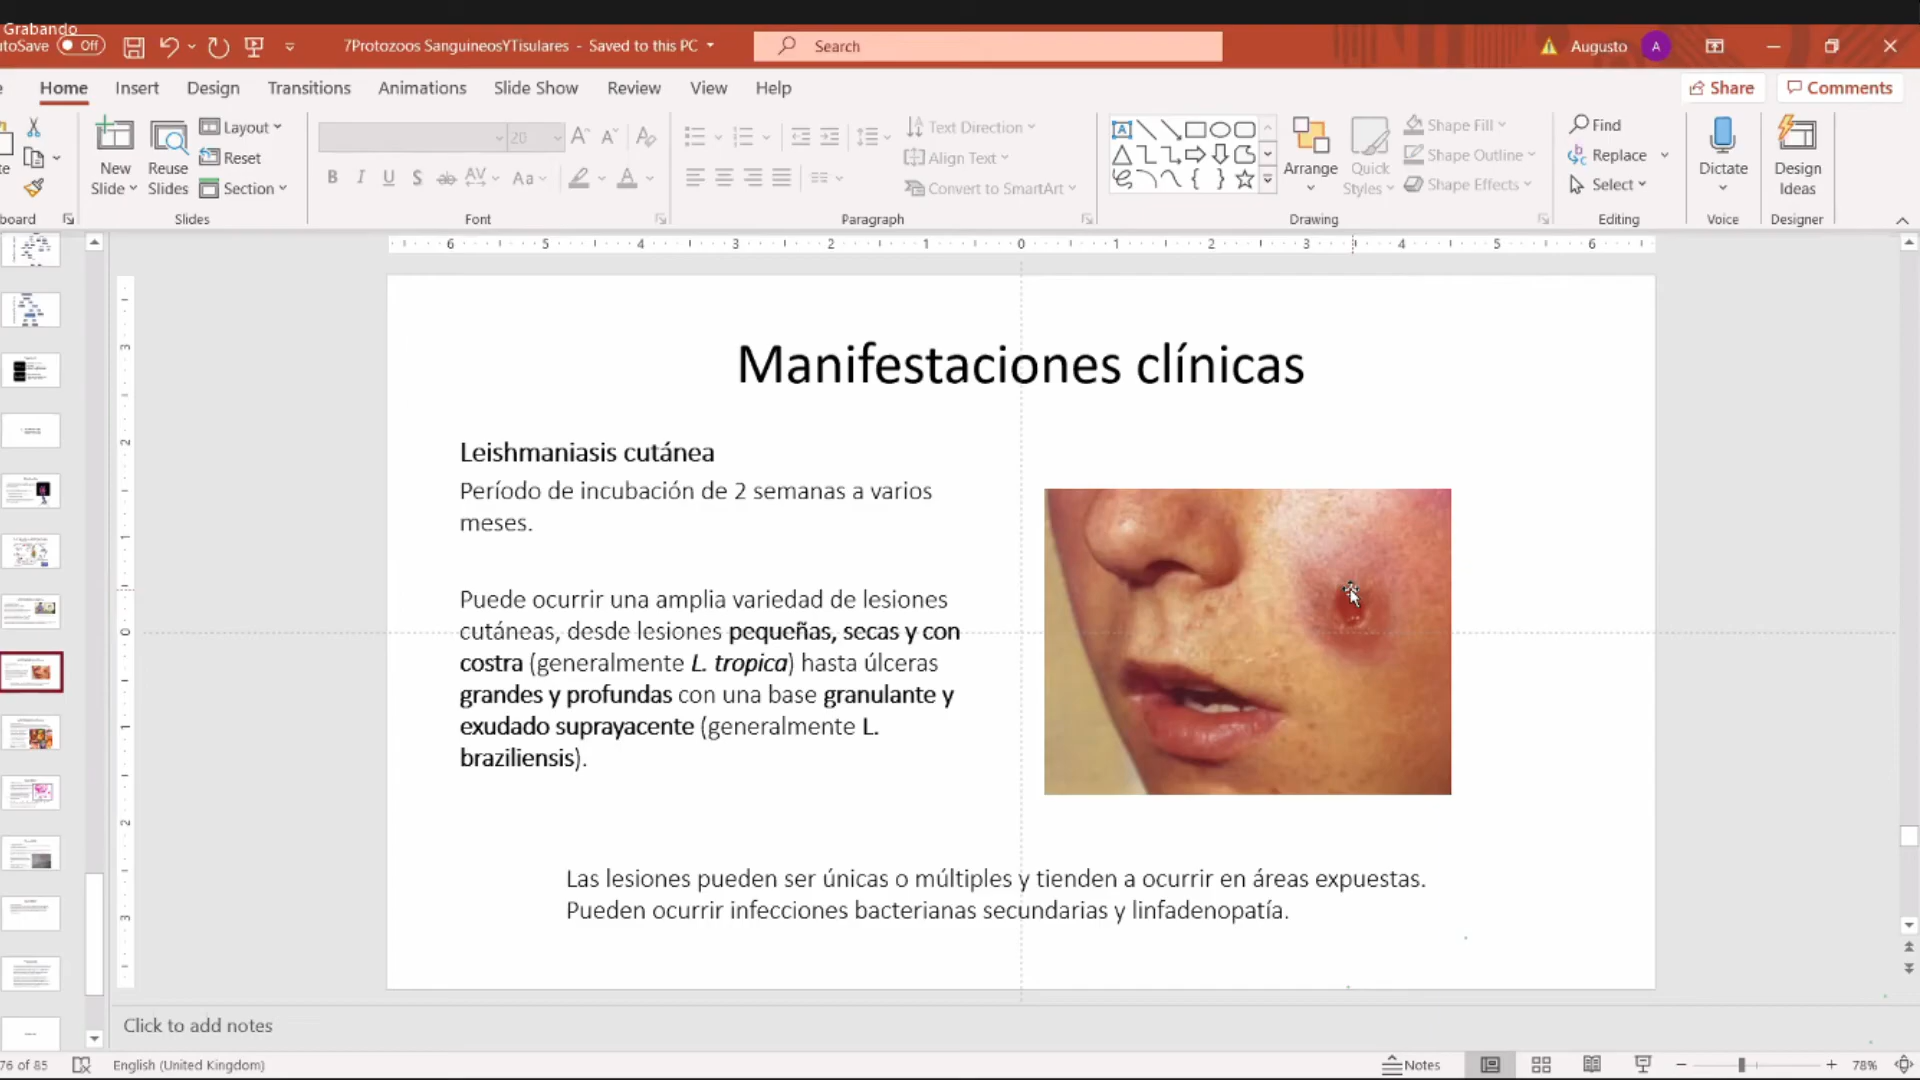 Grabando
utoSave Off
7Protozoos SanguineosYTisulares - Saved to this PC
Search
Augusto
A
Home Insert Design Transitions Animations Slide Show Review View Help
Share
Comments
New Slide
Reuse Slides
Layout
Reset
Section
Slides
20
Font
Text Direction
Align Text
Convert to SmartArt
Paragraph
Arrange
Quick Styles
Shape Fill
Shape Outline
Shape Effects
Drawing
Find
Replace
Select
Editing
Dictate
Voice
Design Ideas
Designer
board
Manifestaciones clínicas
Leishmaniasis cutánea
Período de incubación de 2 semanas a varios
meses.
Puede ocurrir una amplia variedad de lesiones
cutáneas, desde lesiones pequeñas, secas y con
costra (generalmente L. tropica) hasta úlceras
grandes y profundas con una base granulante y
exudado suprayacente (generalmente L.
braziliensis).
Las lesiones pueden ser únicas o múltiples y tienden a ocurrir en áreas expuestas.
Pueden ocurrir infecciones bacterianas secundarias y linfadenopatía.
Click to add notes
76 of 85
English (United Kingdom)
Notes
78%